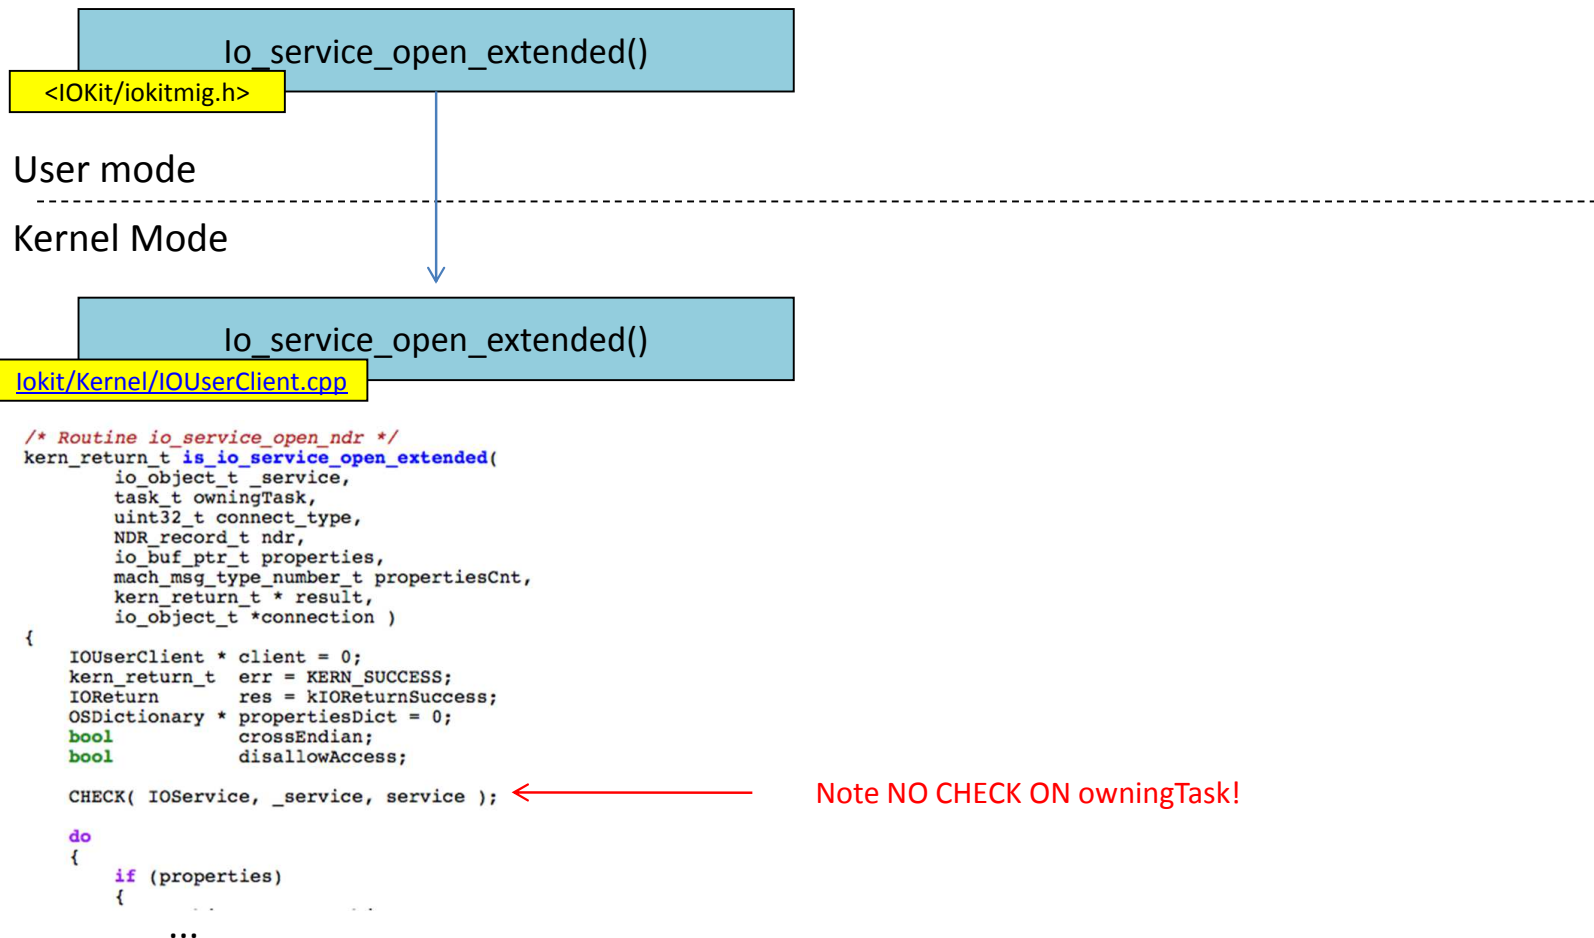 Io_service_open_extended()
<IOKit/iokitmig.h>
User mode
Kernel Mode
Io_service_open_extended()
Iokit/Kernel/IOUserClient.cpp
/* Routine io_service_open_ndr */
kern_return_t is_io_service_open_extended(
io_object_t _service,
task_t owningTask,
uint32_t connect_type,
NDR_record_t ndr,
io_buf_ptr_t properties,
mach_msg_type_number_t propertiesCnt,
kern_return_t * result,
io_object_t *connection )
{
IOUserClient * client = 0;
kern_return_t err = KERN_SUCCESS;
IOReturn res = kIOReturnSuccess;
OSDictionary * propertiesDict = 0;
bool crossEndian;
bool disallowAccess;
CHECK( IOService, _service, service );
Note NO CHECK ON owningTask!
do
{
if (properties)
{
...